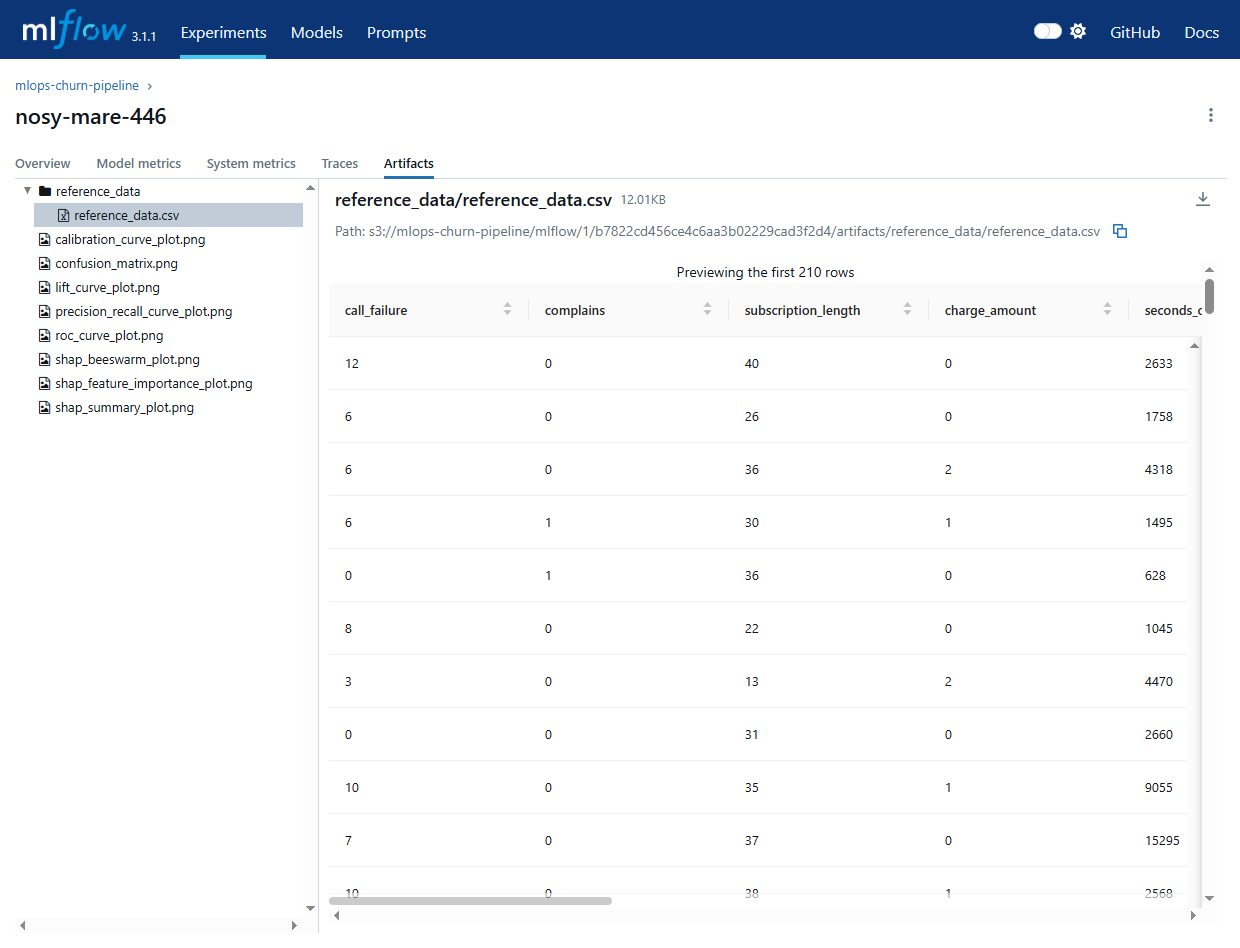 mlflow 3.1.1 Experiments Models Prompts GitHub Docs
mlops-churn-pipeline ›
nosy-mare-446
Overview Model metrics System metrics Traces Artifacts
reference_data
reference_data.csv
calibration_curve_plot.png
confusion_matrix.png
lift_curve_plot.png
precision_recall_curve_plot.png
roc_curve_plot.png
shap_beeswarm_plot.png
shap_feature_importance_plot.png
shap_summary_plot.png
reference_data/reference_data.csv 12.01KB
Path: s3://mlops-churn-pipeline/mlflow/1/b7822cd456ce4c6aa3b02229cad3f2d4/artifacts/reference_data/reference_data.csv
Previewing the first 210 rows
call_failure complains subscription_length charge_amount seconds_c
12 0 40 0 2633
6 0 26 0 1758
6 0 36 2 4318
6 1 30 1 1495
0 1 36 0 628
8 0 22 0 1045
3 0 13 2 4470
0 0 31 0 2660
10 0 35 1 9055
7 0 37 0 15295
10 0 38 1 2568